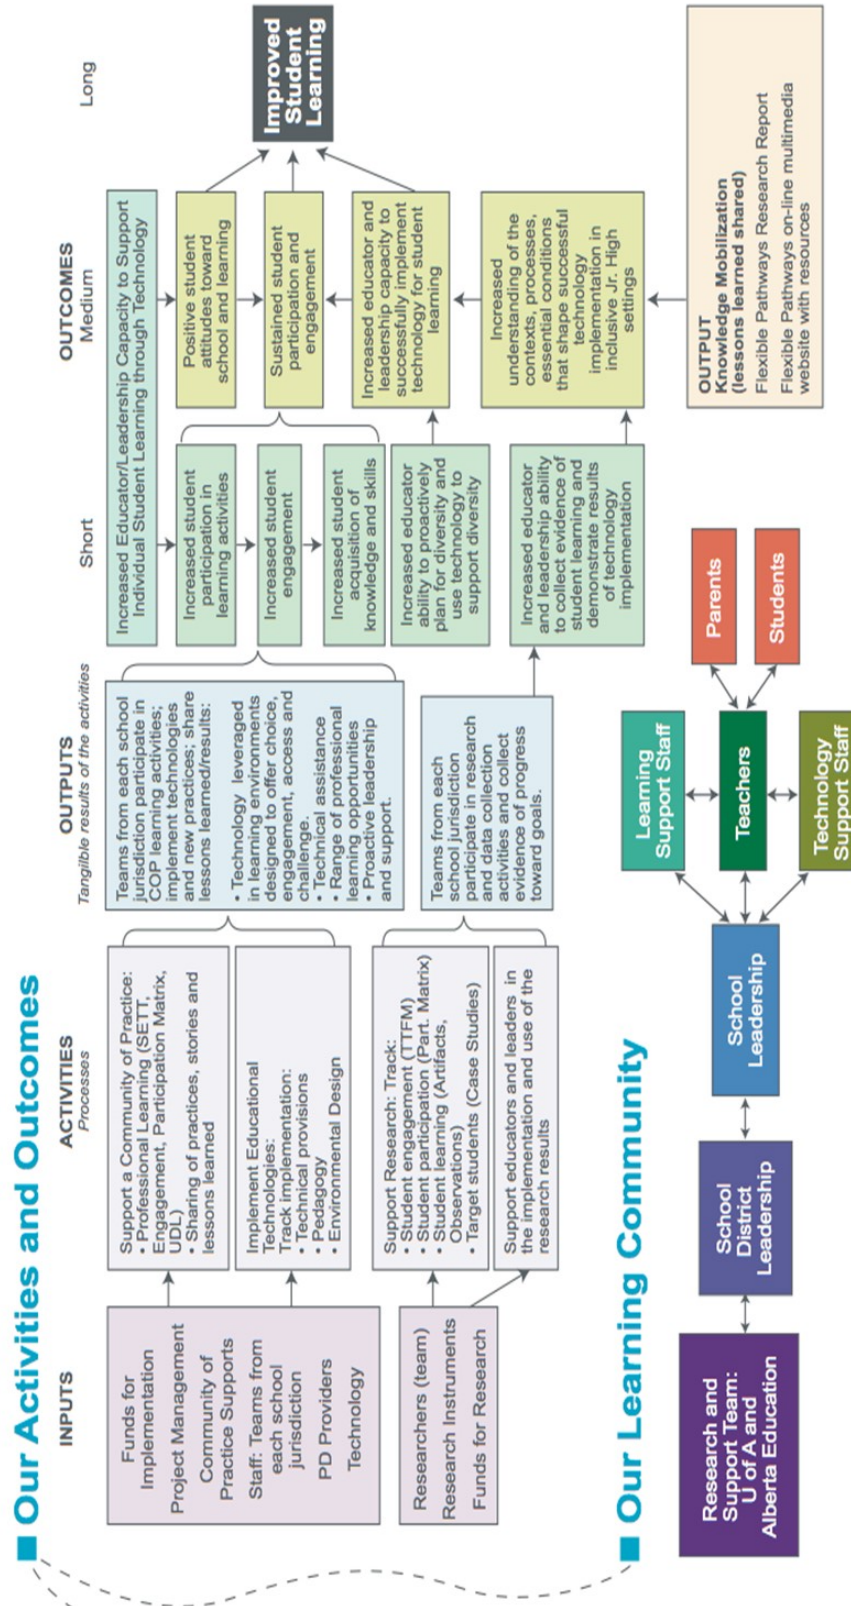 Our Activities and Outcomes
INPUTS
Funds for
Implementation
Project Management
Community of
Practice Supports
Staff: Teams from
each school
jurisdiction
PD Providers
Technology
Researchers (team)
Research Instruments
Funds for Research
ACTIVITIES
Processes
Support a Community of Practice:
• Professional Learning (SETT,
Engagement, Participation Matrix,
UDL)
• Sharing of practices, stories and
lessons learned
Implement Educational
Technologies:
Track implementation:
• Technical provisions
• Pedagogy
• Environmental Design
Support Research: Track:
• Student engagement (TTFM)
• Student participation (Part. Matrix)
• Student learning (Artifacts,
Observations)
• Target students (Case Studies)
Support educators and leaders in
the implementation and use of the
research results
OUTPUTS
Tangilble results of the activities
Teams from each school
jurisdiction participate in
COP learning activities;
implement technologies
and new practices; share
lessons learned/results:
• Technology leveraged
in learning environments
designed to offer choice,
engagement, access and
challenge.
• Technical assistance
• Range of professional
learning opportunities
• Proactive leadership
and support.
Teams from each
school jurisdiction
participate in research
and data collection
activities and collect
evidence of progress
toward goals.
OUTCOMES
Short
Medium
Long
Increased Educator/Leadership Capacity to Support
Individual Student Learning through Technology
Increased student
participation in
learning activities
Increased student
engagement
Increased student
acquisition of
knowledge and skills
Increased educator
ability to proactively
plan for diversity and
use technology to
support diversity
Increased educator
and leadership ability
to collect evidence of
student learning and
demonstrate results
of technology
implementation
Positive student
attitudes toward
school and learning
Sustained student
participation and
engagement
Increased educator and
leadership capacity to
successfully implement
technology for student
learning
Increased
understanding of the
contexts, processes,
essential conditions
that shape successful
technology
implementation in
inclusive Jr. High
settings
Improved
Student
Learning
OUTPUT
Knowledge Mobilization
(lessons learned shared)
Flexible Pathways Research Report
Flexible Pathways on-line multimedia
website with resources
Our Learning Community
Research and
Support Team:
U of A and
Alberta Education
School
District
Leadership
School
Leadership
Learning
Support Staff
Teachers
Technology
Support Staff
Parents
Students